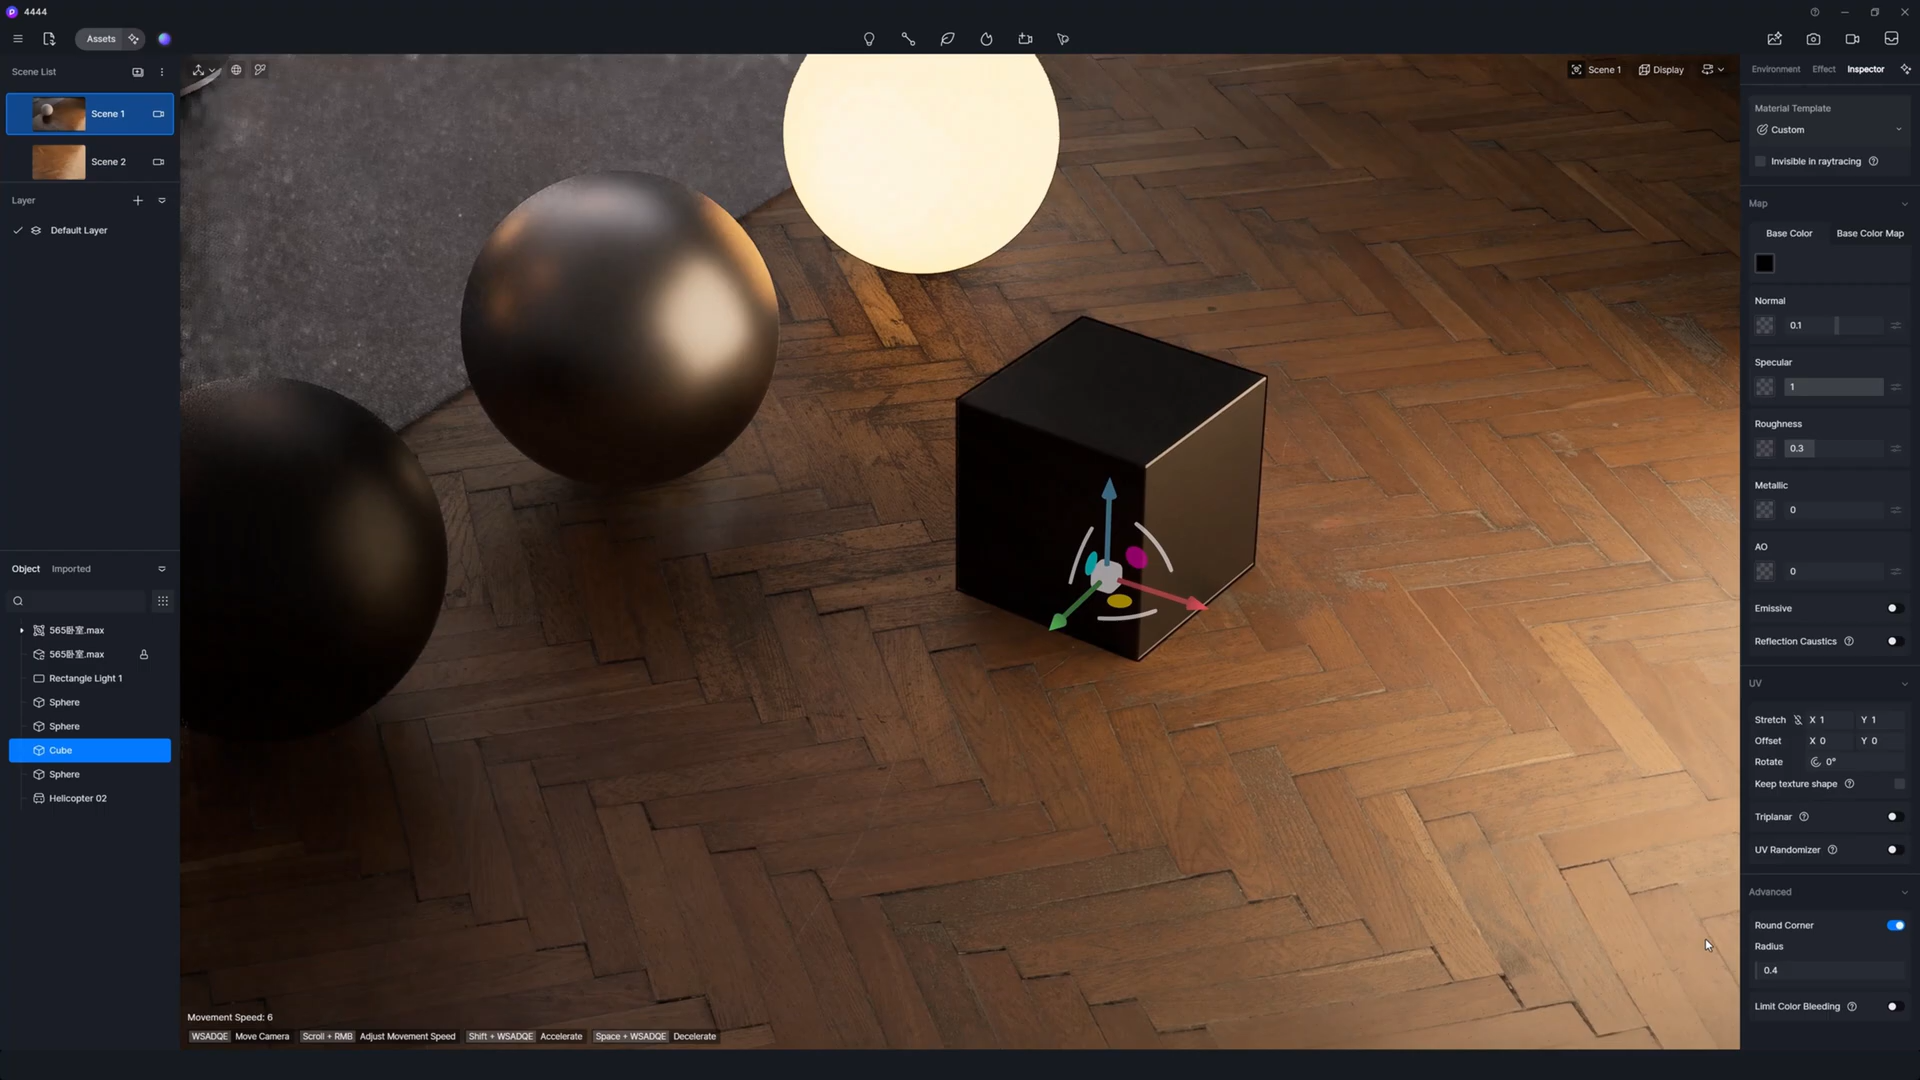 4444
Assets
Scene List
Scene 1
Scene 2
Layer
Default Layer
Object Imported
565卧室.max
565卧室.max
Rectangle Light 1
Sphere
Sphere
Cube
Sphere
Helicopter 02
Scene 1 Display
Movement Speed: 6
WSADQE Move Camera Scroll + RMB Adjust Movement Speed Shift + WSADQE Accelerate Space + WSADQE Decelerate
Environment Effect Inspector
Material Template
Custom
Invisible in raytracing
Map
Base Color Base Color Map
Normal
0.1
Specular
1
Roughness
0.3
Metallic
0
AO
0
Emissive
Reflection Caustics
UV
Stretch X 1 Y 1
Offset X 0 Y 0
Rotate 0°
Keep texture shape
Triplanar
UV Randomizer
Advanced
Round Corner
Radius
0.4
Limit Color Bleeding